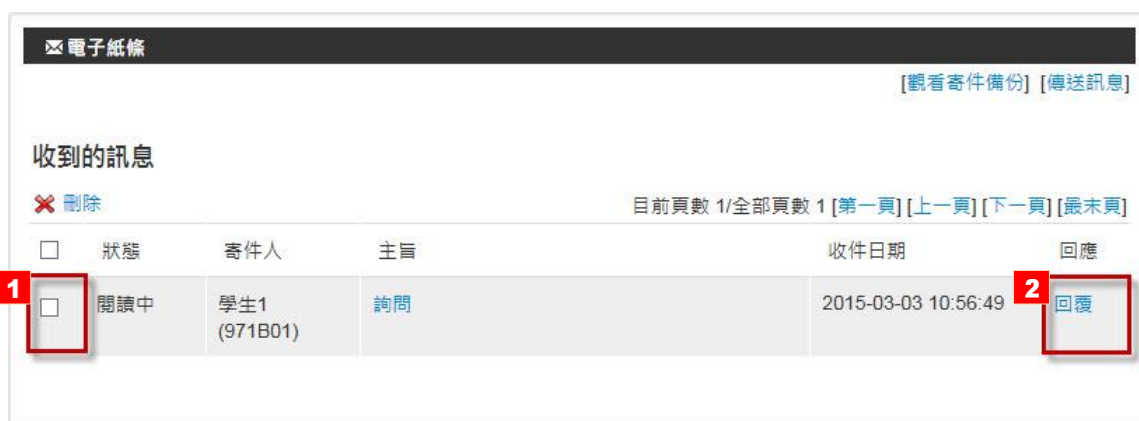 電子紙條
[觀看寄件備份] [傳送訊息]
收到的訊息
刪除 目前頁數 1/全部頁數 1 [第一頁] [上一頁] [下一頁] [最末頁]
狀態 寄件人 主旨 收件日期 回應
1 閱讀中 學生1 詢問 2015-03-03 10:56:49 2 回覆
(971B01)